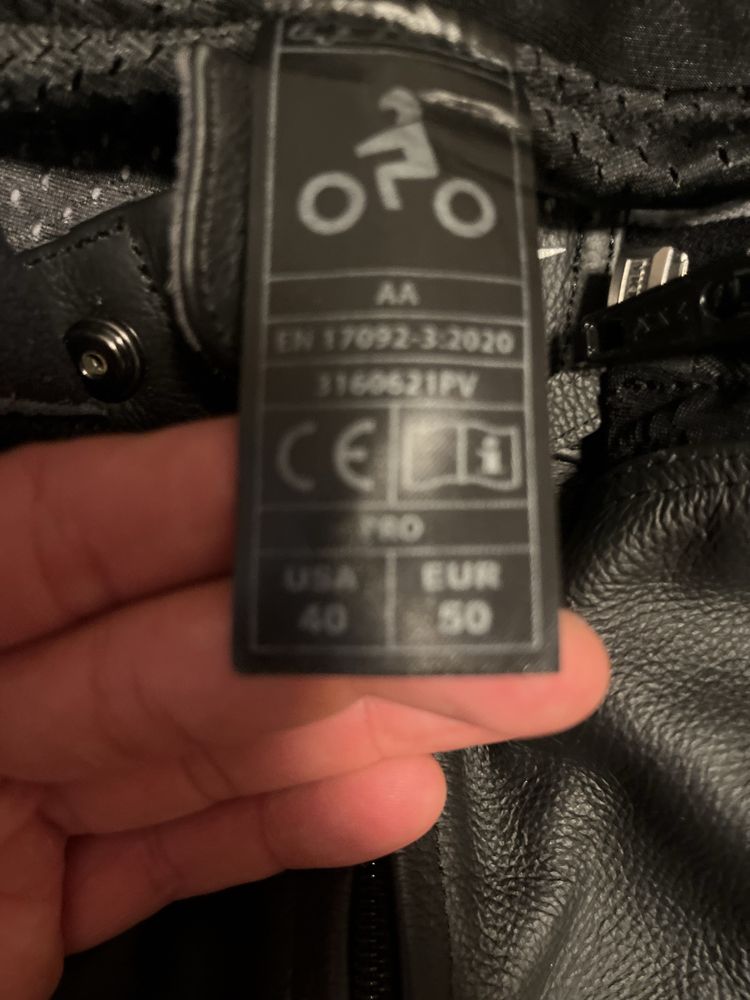 AA
EN 17092-3:2020
3160621PV
CE
i
PRO
USA EUR
40 50